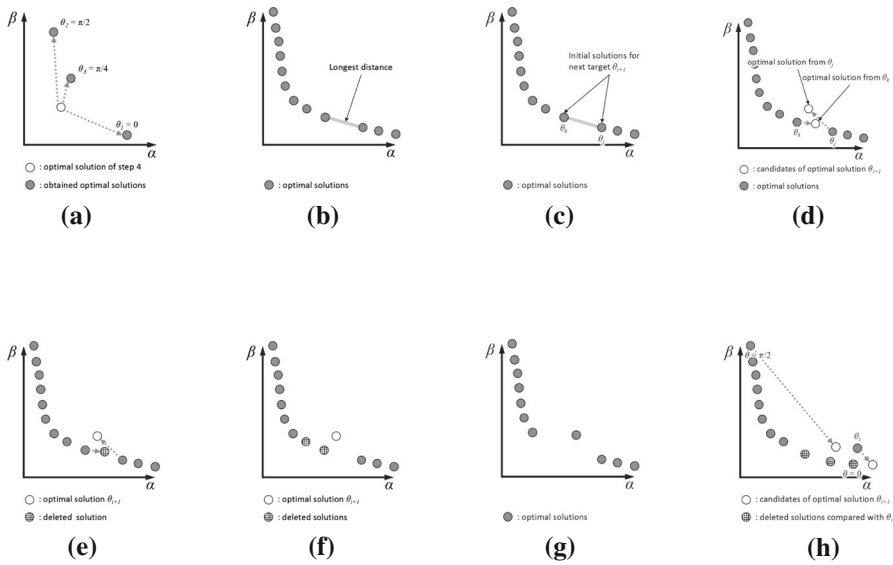 β
θ₂ = π/2
θ₃ = π/4
θ₁ = 0
α
: optimal solution of step 4
: obtained optimal solutions
(a)
β
Longest distance
α
: optimal solutions
(b)
β
Initial solutions for
next target θᵢ₊₁
θₖ
θⱼ
α
: optimal solutions
(c)
β
optimal solution from θⱼ
optimal solution from θₖ
θₖ
θⱼ
α
: candidates of optimal solution θᵢ₊₁
: optimal solutions
(d)
β
α
: optimal solution θᵢ₊₁
: deleted solution
(e)
β
α
: optimal solution θᵢ₊₁
: deleted solutions
(f)
β
α
: optimal solutions
(g)
β
θ = π/2
θᵢ
θ = 0
α
: candidates of optimal solution θᵢ₊₁
: deleted solutions compared with θᵢ
(h)